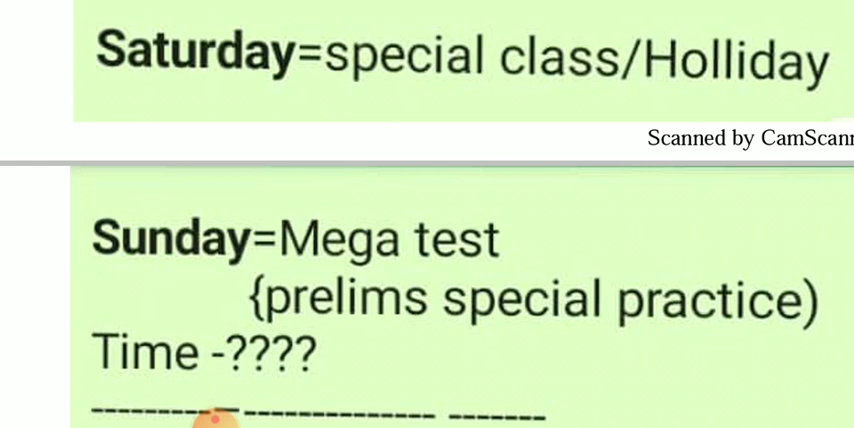 Saturday=special class/Holliday
Scanned by CamScann
Sunday=Mega test
{prelims special practice)
Time -????
------------------------- -------